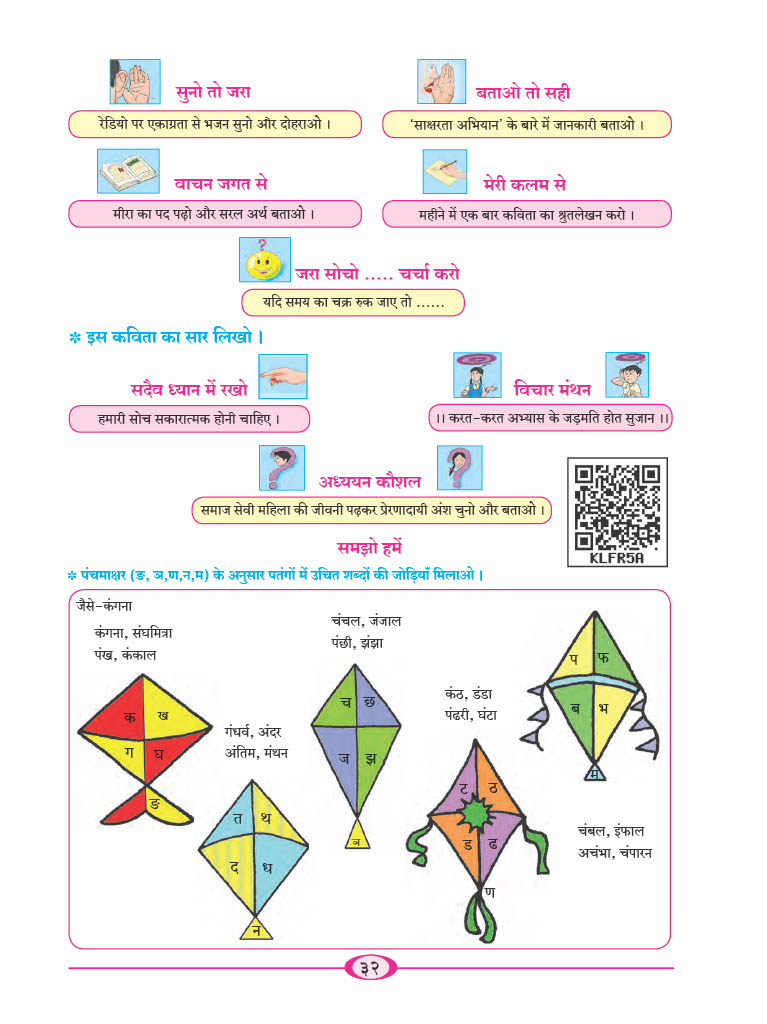 सुनो तो जरा
बताओ तो सही
रेडियो पर एकाग्रता से भजन सुनो और दोहराओ ।
‘साक्षरता अभियान’ के बारे में जानकारी बताओ ।
वाचन जगत से
मेरी कलम से
मीरा का पद पढ़ो और सरल अर्थ बताओ ।
महीने में एक बार कविता का श्रुतलेखन करो ।
जरा सोचो ..... चर्चा करो
यदि समय का चक्र रुक जाए तो ......
* इस कविता का सार लिखो ।
सदैव ध्यान में रखो
विचार मंथन
हमारी सोच सकारात्मक होनी चाहिए ।
।। करत-करत अभ्यास के जड़मति होत सुजान ।।
अध्ययन कौशल
समाज सेवी महिला की जीवनी पढ़कर प्रेरणादायी अंश चुनो और बताओ ।
KLFR5A
समझो हमें
* पंचमाक्षर (ङ, ञ,ण,न,म) के अनुसार पतंगों में उचित शब्दों की जोड़ियाँ मिलाओ ।
जैसे-कंगना
कंगना, संघमित्रा
पंख, कंकाल
क ख
ग घ
ङ
गंधर्व, अंदर
अंतिम, मंथन
त थ
द ध
न
चंचल, जंजाल
पंछी, झंझा
च छ
ज झ
ञ
कंठ, डंडा
पंढरी, घंटा
ट ठ
ड ढ
ण
प फ
ब भ
म
चंबल, इंफाल
अचंभा, चंपारन
३२